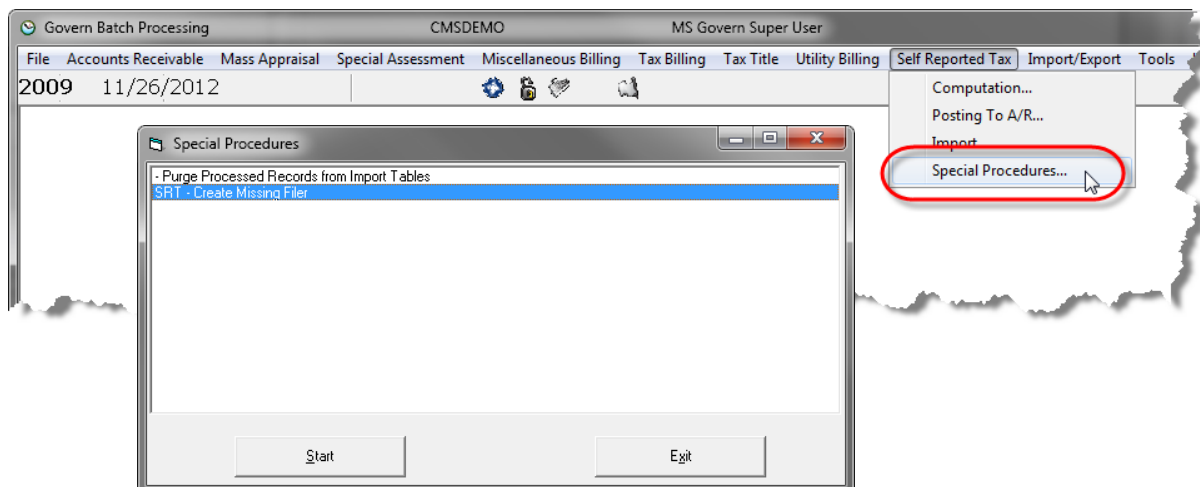 Govern Batch Processing CMSDEMO MS Govern Super User
File Accounts Receivable Mass Appraisal Special Assessment Miscellaneous Billing Tax Billing Tax Title Utility Billing Self Reported Tax Import/Export Tools
2009 11/26/2012
Computation...
Posting To A/R...
Import
Special Procedures...
Special Procedures
- Purge Processed Records from Import Tables
SRT - Create Missing Filer
Start Exit